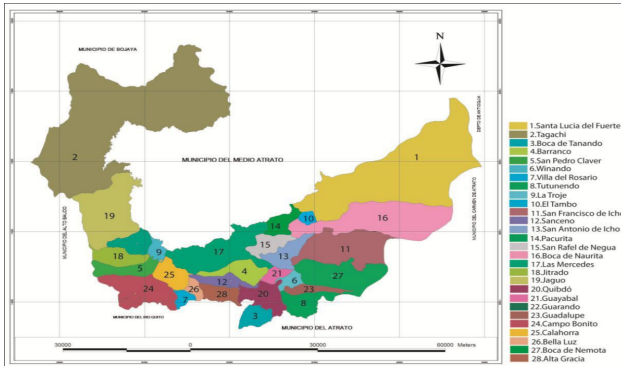 MUNICIPIO DE BOJAYA
N
DEPTO DE ANTIOQUIA
2
MUNICIPIO DEL MEDIO ATRATO
1
19
16
14
10
MUNICIPIO DEL ALTO BAUDO
MUNICIPIO DEL CARMEN DE ATRATO
17
15
13
11
9
18
5
25
4
21
6
27
12
24
26
28
20
23
7
8
3
MUNICIPIO DEL RIO QUITO
MUNICIPIO DEL ATRATO
30000 0 30000 60000 Meters
1.Santa Lucia del Fuerte
2.Tagachi
3.Boca de Tanando
4.Barranco
5.San Pedro Claver
6.Winando
7.Villa del Rosario
8.Tutunendo
9.La Troje
10.El Tambo
11.San Francisco de Icho
12.Sanceno
13.San Antonio de Icho
14.Pacurita
15.San Rafel de Negua
16.Boca de Naurita
17.Las Mercedes
18.Jitrado
19.Jaguo
20.Quibdó
21.Guayabal
22.Guarando
23.Guadalupe
24.Campo Bonito
25.Calahorra
26.Bella Luz
27.Boca de Nemota
28.Alta Gracia